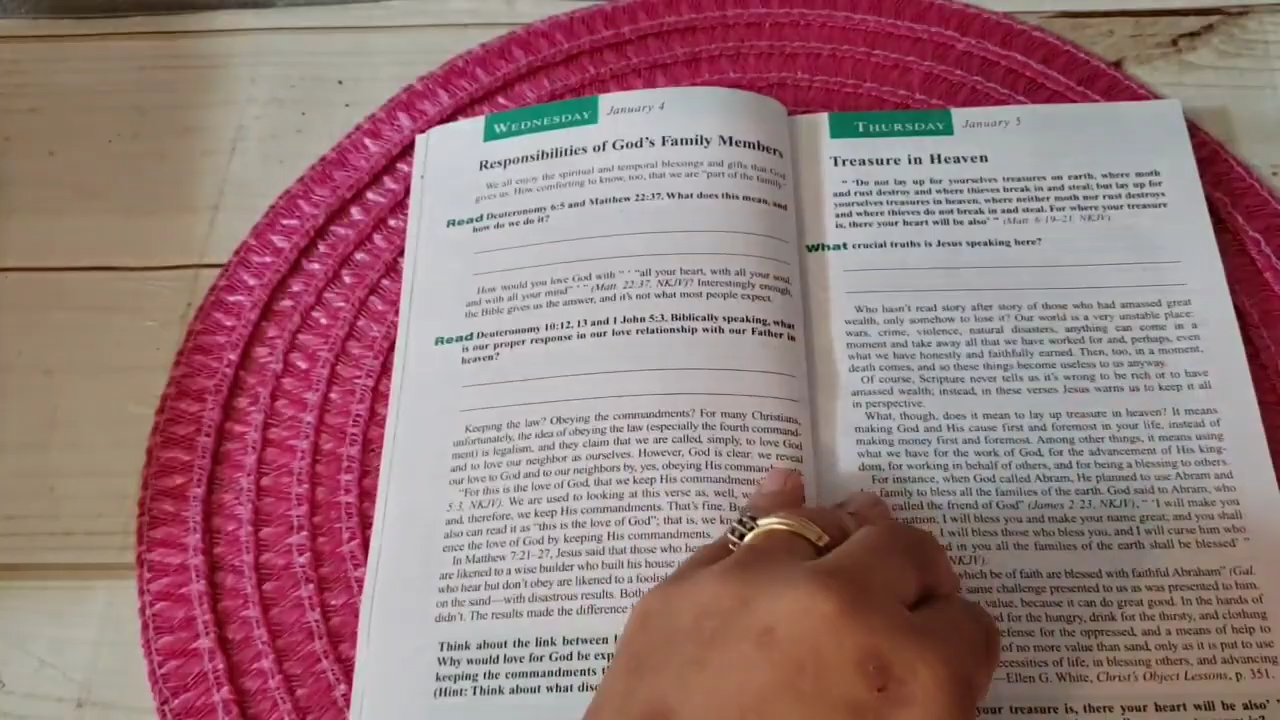 WEDNESDAY January 4
Responsibilities of God's Family Members
We all enjoy the spiritual and temporal blessings and gifts that God
gives us. How comforting to know, too, that we are "part of the family."
Read Deuteronomy 6:5 and Matthew 22:37. What does this mean, and
how do we do it?
How would you love God with " ' "all your heart, with all your soul,
and with all your mind" ' " (Matt. 22:37, NKJV)? Interestingly enough,
the Bible gives us the answer, and it's not what most people expect.
Read Deuteronomy 10:12, 13 and 1 John 5:3. Biblically speaking, what
is our proper response in our love relationship with our Father in
heaven?
Keeping the law? Obeying the commandments? For many Christians,
unfortunately, the idea of obeying the law (especially the fourth command-
ment) is legalism, and they claim that we are called, simply, to love God
and to love our neighbor as ourselves. However, God is clear: we reveal
our love to God and to our neighbors by, yes, obeying His
"For this is the love of God, that we keep His commandments
5:3, NKJV). We are used to looking at this verse as, well,
and, therefore, we keep His commandments. That's fine.
also can read it as "this is the love of God"; that is, we
ence the love of God by keeping His commandments.
In Matthew 7:21–27, Jesus said that those who
are likened to a wise builder who built his house
who hear but don't obey are likened to a
on the sand—with disastrous results. Both
didn't. The results made the difference
Think about the link between
Why would love for God be
keeping the commandments
(Hint: Think about what
THURSDAY January 5
Treasure in Heaven
" 'Do not lay up for yourselves treasures on earth, where moth
and rust destroy and where thieves break in and steal; but lay up for
yourselves treasures in heaven, where neither moth nor rust destroys
and where thieves do not break in and steal. For where your treasure
is, there your heart will be also' " (Matt. 6:19–21, NKJV).
What crucial truths is Jesus speaking here?
Who hasn't read story after story of those who had amassed great
wealth, only somehow to lose it? Our world is a very unstable place:
wars, crime, violence, natural disasters, anything can come in a
moment and take away all that we have worked for and, perhaps, even
what we have honestly and faithfully earned. Then, too, in a moment,
death comes, and so these things become useless to us anyway.
Of course, Scripture never tells us it's wrong to be rich or to have
amassed wealth; instead, in these verses Jesus warns us to keep it all
in perspective.
What, though, does it mean to lay up treasure in heaven? It means
making God and His cause first and foremost in your life, instead of
making money first and foremost. Among other things, it means using
what we have for the work of God, for the advancement of His king-
dom, for working in behalf of others, and for being a blessing to others.
For instance, when God called Abram, He planned to use Abram and
family to bless all the families of the earth. God said to Abram, who
called the friend of God" (James 2:23, NKJV), " 'I will make you
nation; I will bless you and make your name great; and you shall
I will bless those who bless you, and I will curse him who
in you all the families of the earth shall be blessed' "
NKJV).
which be of faith are blessed with faithful Abraham" (Gal.
same challenge presented to us as was presented to him.
value, because it can do great good. In the hands of
for the hungry, drink for the thirsty, and clothing
defense for the oppressed, and a means of help to
of no more value than sand, only as it is put to use
necessities of life, in blessing others, and advancing
—Ellen G. White, Christ's Object Lessons, p. 351.
your treasure is, there your heart will be also'